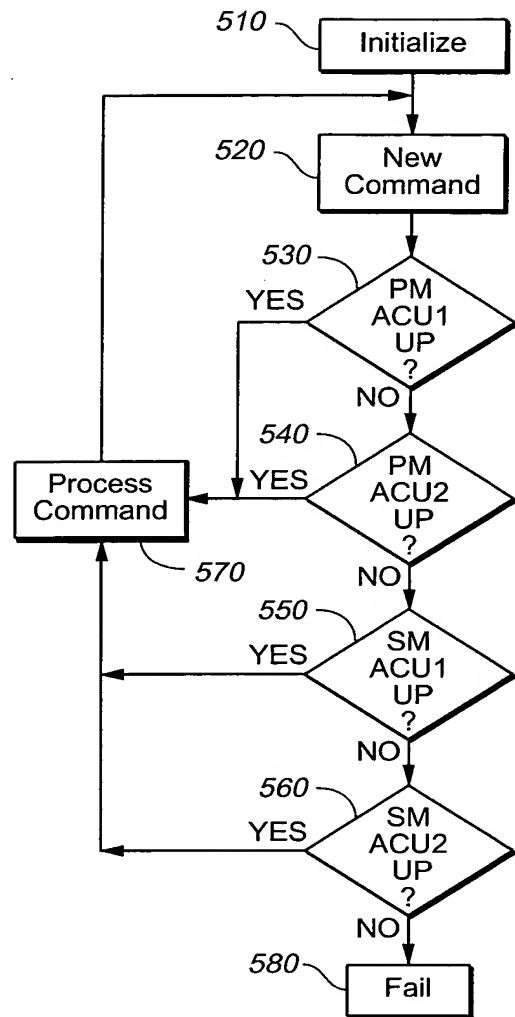 510
Initialize
520
New
Command
530
YES
PM
ACU1
UP
?
NO
540
YES
PM
ACU2
UP
?
NO
Process
Command
570
550
YES
SM
ACU1
UP
?
NO
560
YES
SM
ACU2
UP
?
NO
580
Fail